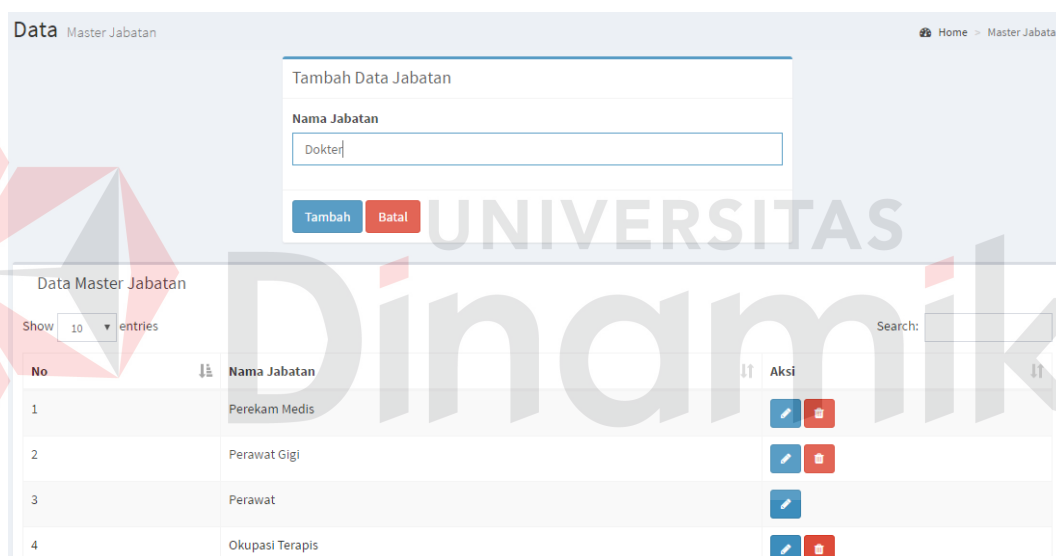 Data Master Jabatan
Home > Master Jabata
Tambah Data Jabatan
Nama Jabatan
Dokter
Tambah Batal
UNIVERSITAS
Dinamik
Data Master Jabatan
Show 10 entries Search:
No Nama Jabatan Aksi
1 Perekam Medis
2 Perawat Gigi
3 Perawat
4 Okupasi Terapis